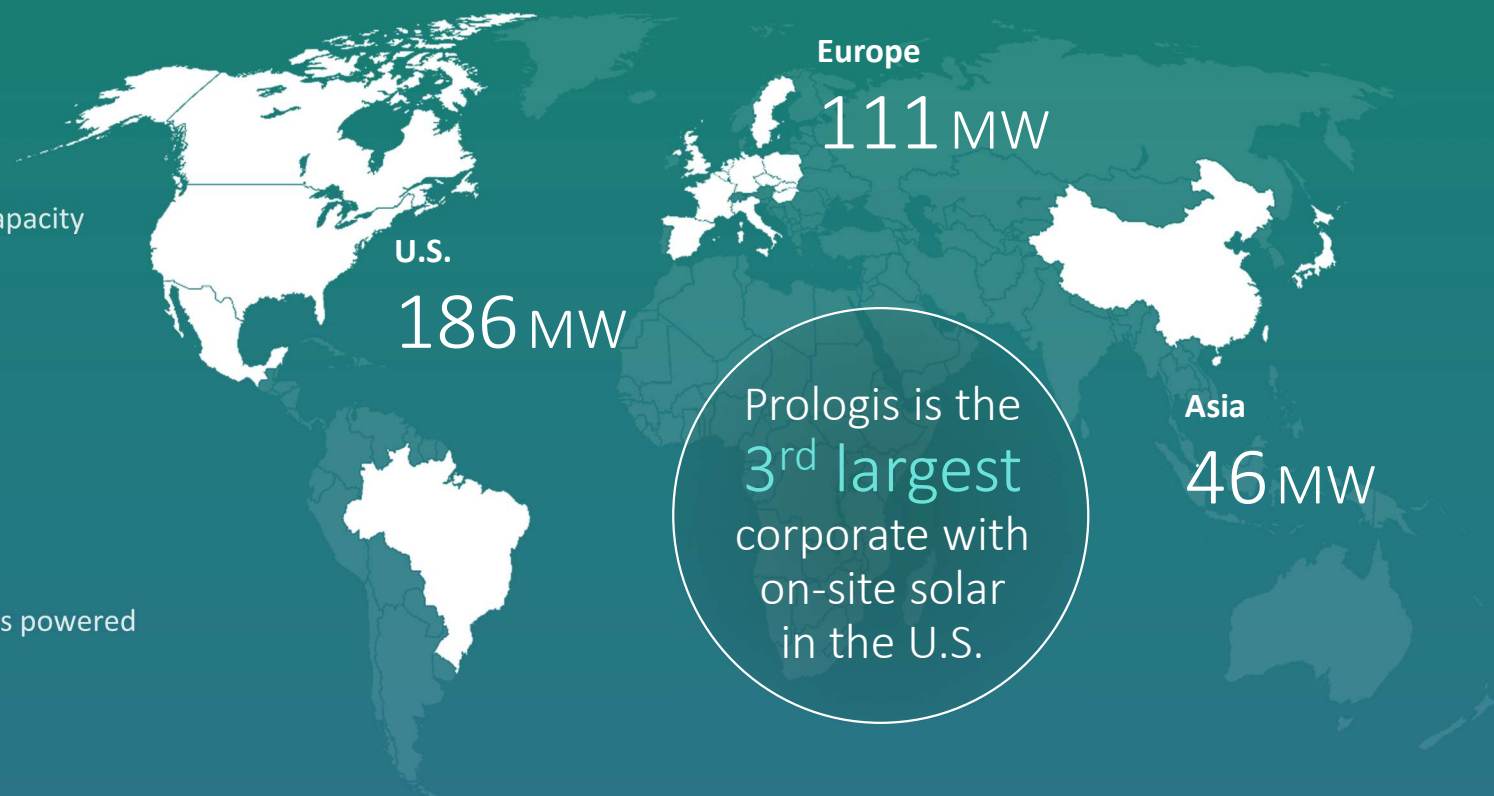 Europe
111 MW
apacity
U.S.
186 MW
Prologis is the
3rd largest
corporate with
on-site solar
in the U.S.
Asia
46 MW
s powered